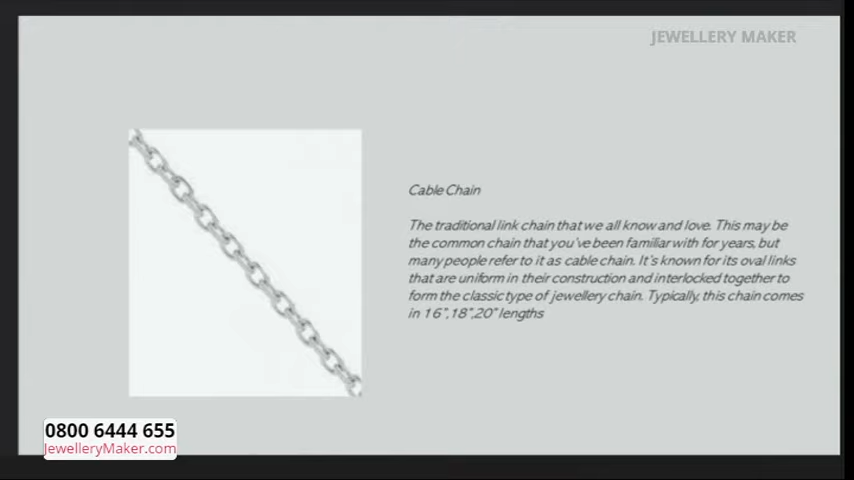 JEWELLERY MAKER
Cable Chain
The traditional link chain that we all know and love. This may be
the common chain that you've been familiar with for years, but
many people refer to it as cable chain. It's known for its oval links
that are uniform in their construction and interlocked together to
form the classic type of jewellery chain. Typically, this chain comes
in 16",18",20" lengths
0800 6444 655
JewelleryMaker.com